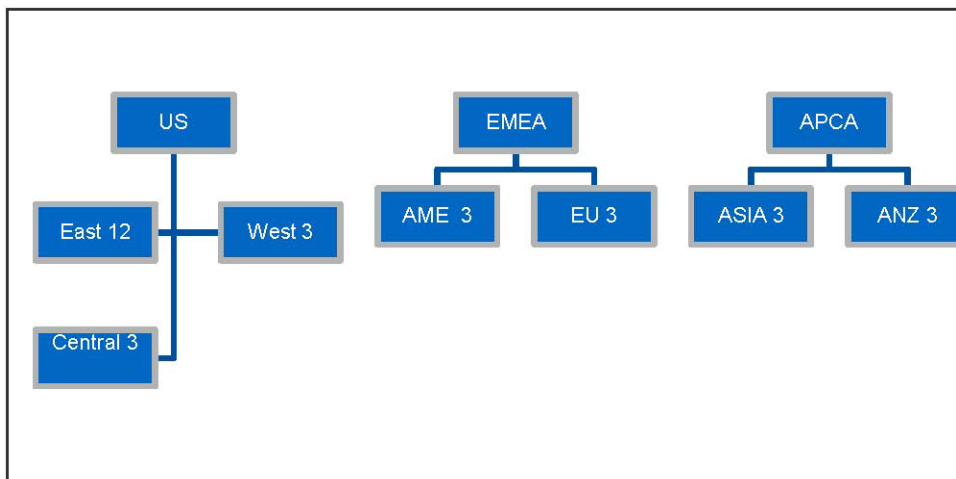 US
EMEA
APCA
East 12
West 3
AME 3
EU 3
ASIA 3
ANZ 3
Central 3